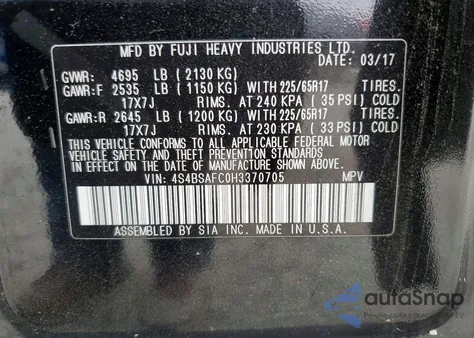 MFD BY FUJI HEAVY INDUSTRIES LTD.
DATE: 03/17
GVWR: 4695 LB (2130 KG)
GAWR:F 2535 LB (1150 KG) WITH 225/65R17 TIRES.
17X7J RIMS. AT 240 KPA (35 PSI) COLD
GAWR:R 2645 LB (1200 KG) WITH 225/65R17 TIRES.
17X7J RIMS. AT 230 KPA (33 PSI) COLD
THIS VEHICLE CONFORMS TO ALL APPLICABLE FEDERAL MOTOR
VEHICLE SAFETY AND THEFT PREVENTION STANDARDS IN EFFECT
ON THE DATE OF MANUFACTURE SHOWN ABOVE.
VIN: 4S4BSAFC0H3370705 MPV
ASSEMBLED BY SIA INC. IN U.S.A.
autoSnap